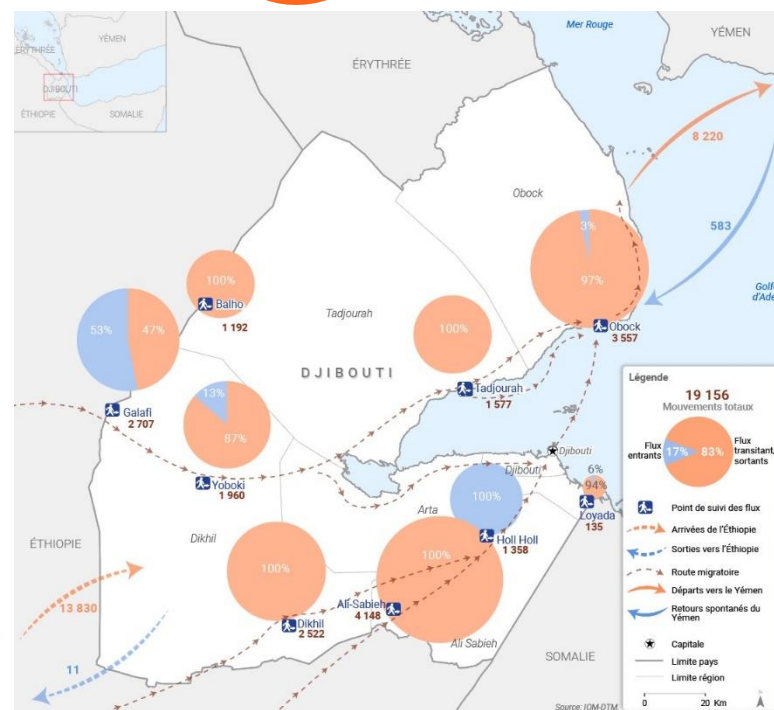 YÉMEN
ÉRYTHRÉE
DJIBOUTI
ÉTHIOPIE
SOMALIE
Mer Rouge
YÉMEN
ÉRYTHRÉE
8 220
Obock
583
3%
97%
100%
Balho
1 192
Tadjourah
100%
53%
47%
Obock
3 557
DJIBOUTI
Tadjourah
1 577
Galafi
2 707
13%
87%
Yoboki
1 960
Djibouti
Djibouti
6%
94%
Loyada
135
100%
Arta
Holl Holl
1 358
ÉTHIOPIE
Dikhil
100%
100%
13 830
Ali-Sabieh
4 148
Dikhil
2 522
Ali Sabieh
11
SOMALIE
Légende
19 156
Mouvements totaux
Flux
entrants
17%
83%
Flux
transitant,
sortants
Point de suivi des flux
Arrivées de l'Éthiopie
Sorties vers l'Éthiopie
Route migratoire
Départs vers le Yémen
Retours spontanés du
Yémen
Capitale
Limite pays
Limite région
0
20 Km
Source: IOM-DTM